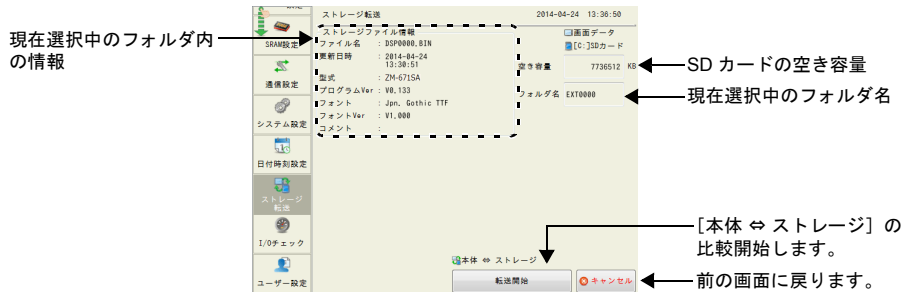 現在選択中のフォルダ内
の情報
SRAM設定
通信設定
システム設定
日付時刻設定
ストレージ
転送
I/Oチェック
ユーザー設定
ストレージ転送
2014-04-24 13:36:50
ストレージファイル情報
ファイル名 : DSP0000.BIN
更新日時 : 2014-04-24
13:30:51
型式 : ZM-671SA
プログラムVer : V0.133
フォント : Jpn. Gothic TTF
フォントVer : V1.000
コメント :
画面データ
[C:]SDカード
空き容量 7736512 KB
フォルダ名 EXT0000
本体 ⇔ ストレージ
転送開始
キャンセル
SD カードの空き容量
現在選択中のフォルダ名
[本体 ⇔ ストレージ] の
比較開始します。
前の画面に戻ります。